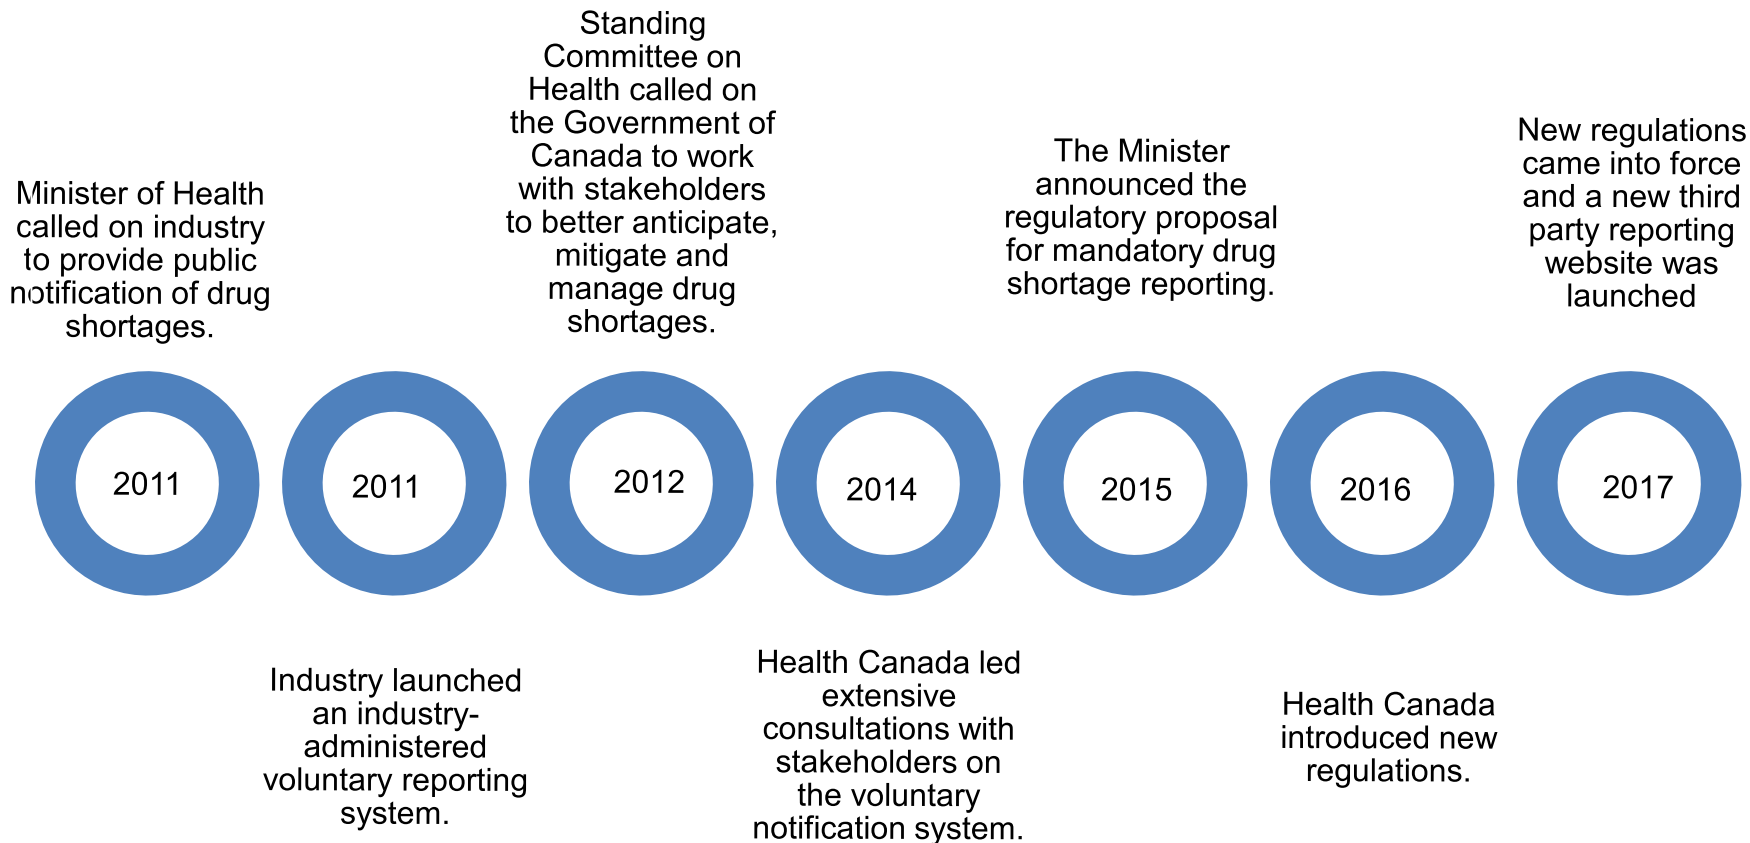 Minister of Health
called on industry
to provide public
notification of drug
shortages.
2011
Industry launched
an industry-
administered
voluntary reporting
system.
2011
Standing
Committee on
Health called on
the Government of
Canada to work
with stakeholders
to better anticipate,
mitigate and
manage drug
shortages.
2012
Health Canada led
extensive
consultations with
stakeholders on
the voluntary
notification system.
2014
The Minister
announced the
regulatory proposal
for mandatory drug
shortage reporting.
2015
Health Canada
introduced new
regulations.
2016
New regulations
came into force
and a new third
party reporting
website was
launched
2017